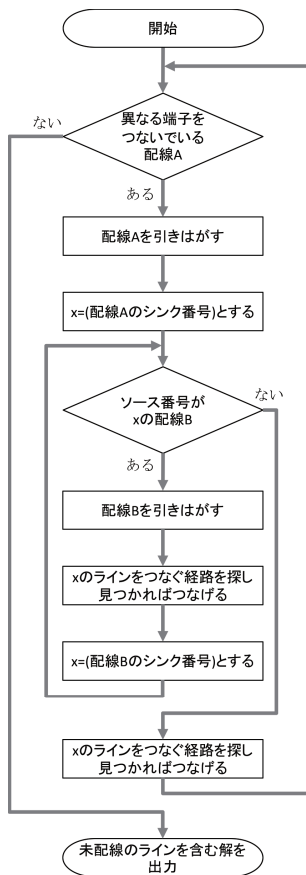 開始
ない
異なる端子を
つないでいる
配線A
ある
配線Aを引きはがす
x=(配線Aのシンク番号)とする
ソース番号が
xの配線B
ない
ある
配線Bを引きはがす
xのラインをつなぐ経路を探し
見つかればつなげる
x=(配線Bのシンク番号)とする
xのラインをつなぐ経路を探し
見つかればつなげる
未配線のラインを含む解を
出力